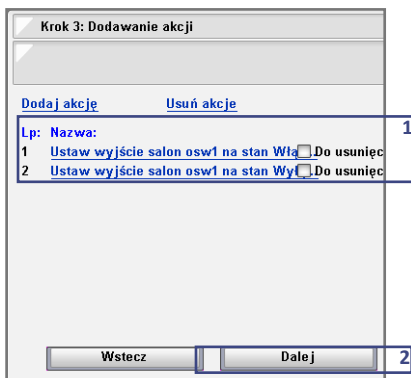 Krok 3: Dodawanie akcji
Dodaj akcję Usuń akcje
Lp: Nazwa: 1
1 Ustaw wyjście salon osw1 na stan Włą... Do usunięc
2 Ustaw wyjście salon osw1 na stan Wył... Do usunięc
Wstecz Dalej 2